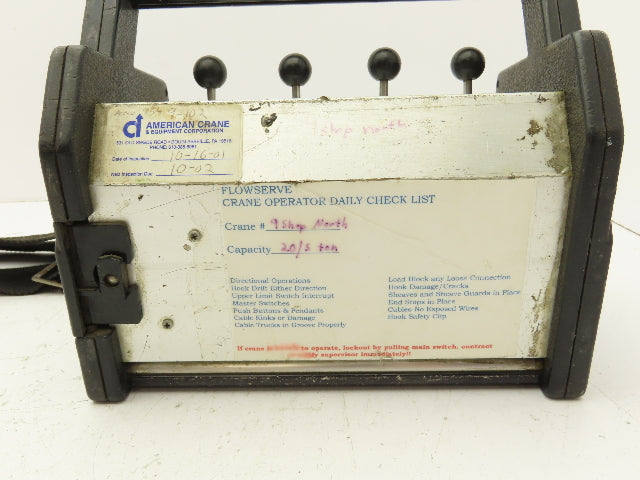 AMERICAN CRANE
& EQUIPMENT CORPORATION
Date of Inspection 10-16-01
Next Inspection Due 10-02
Shop North
FLOWSERVE
CRANE OPERATOR DAILY CHECK LIST
Crane # 9 Shop North
Capacity 20/5 ton
Directional Operations
Hook Drift Either Direction
Upper Limit Switch Interrupt
Master Switches
Push Buttons & Pendants
Cable Kinks or Damage
Cable Trunks in Groove Properly
Load Block any Loose Connection
Hook Damage/Cracks
Sheaves and Sheave Guards in Place
End Stops in Place
Cables-No Exposed Wires
Hook Safety Clip
If crane to operate, lockout by pulling main switch, contract
supervisor immediately!!